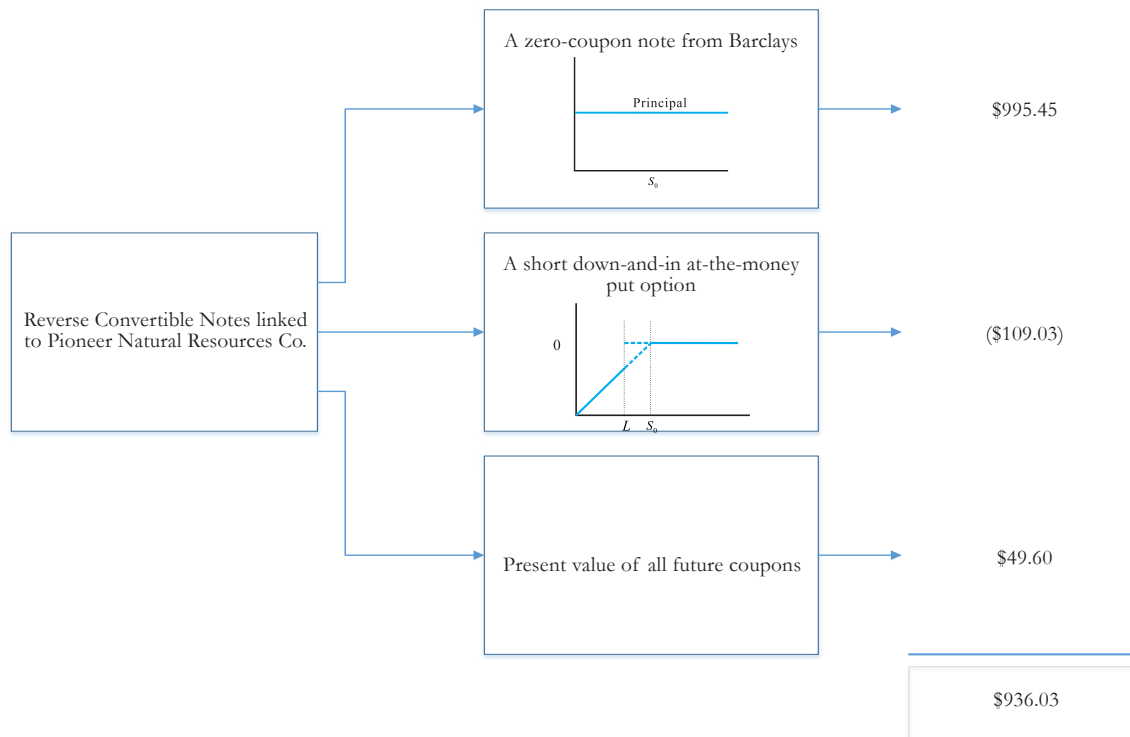 A zero-coupon note from Barclays
Principal
S₀
$995.45
Reverse Convertible Notes linked
to Pioneer Natural Resources Co.
A short down-and-in at-the-money
put option
0
L S₀
($109.03)
Present value of all future coupons
$49.60
$936.03